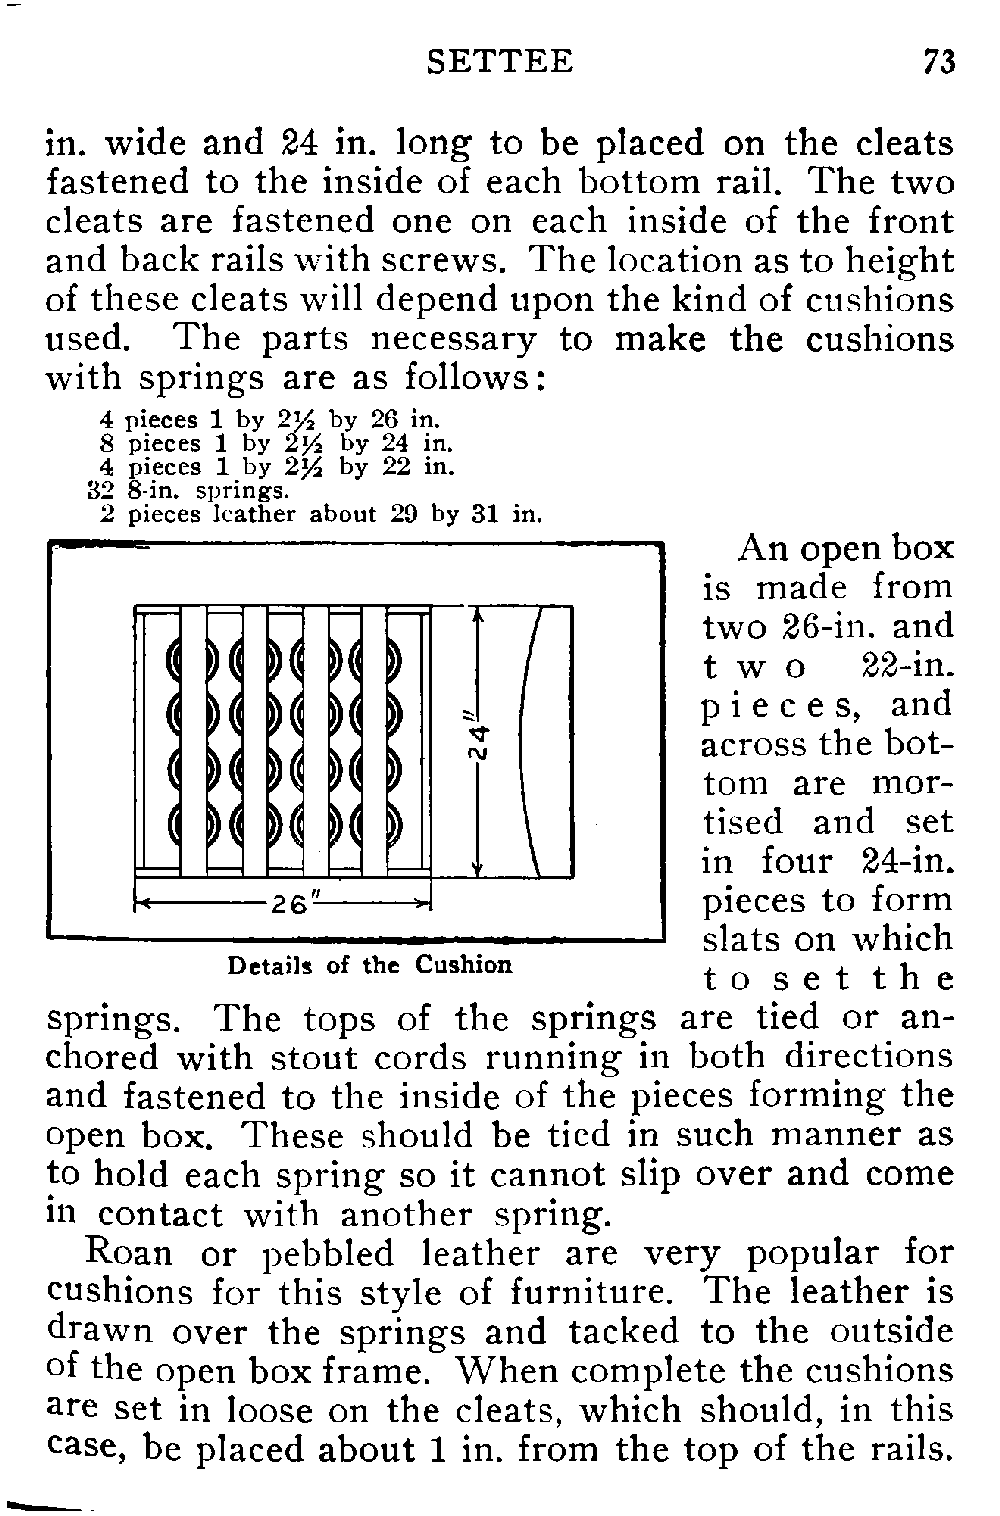 SETTEE 73
in. wide and 24 in. long to be placed on the cleats
fastened to the inside of each bottom rail. The two
cleats are fastened one on each inside of the front
and back rails with screws. The location as to height
of these cleats will depend upon the kind of cushions
used. The parts necessary to make the cushions
with springs are as follows:
4 pieces 1 by 2½ by 26 in.
8 pieces 1 by 2½ by 24 in.
4 pieces 1 by 2½ by 22 in.
32 8-in. springs.
2 pieces leather about 29 by 31 in.
24"
26"
Details of the Cushion
An open box
is made from
two 26-in. and
two 22-in.
pieces, and
across the bot-
tom are mor-
tised and set
in four 24-in.
pieces to form
slats on which
to set the
springs. The tops of the springs are tied or an-
chored with stout cords running in both directions
and fastened to the inside of the pieces forming the
open box. These should be tied in such manner as
to hold each spring so it cannot slip over and come
in contact with another spring.
Roan or pebbled leather are very popular for
cushions for this style of furniture. The leather is
drawn over the springs and tacked to the outside
of the open box frame. When complete the cushions
are set in loose on the cleats, which should, in this
case, be placed about 1 in. from the top of the rails.